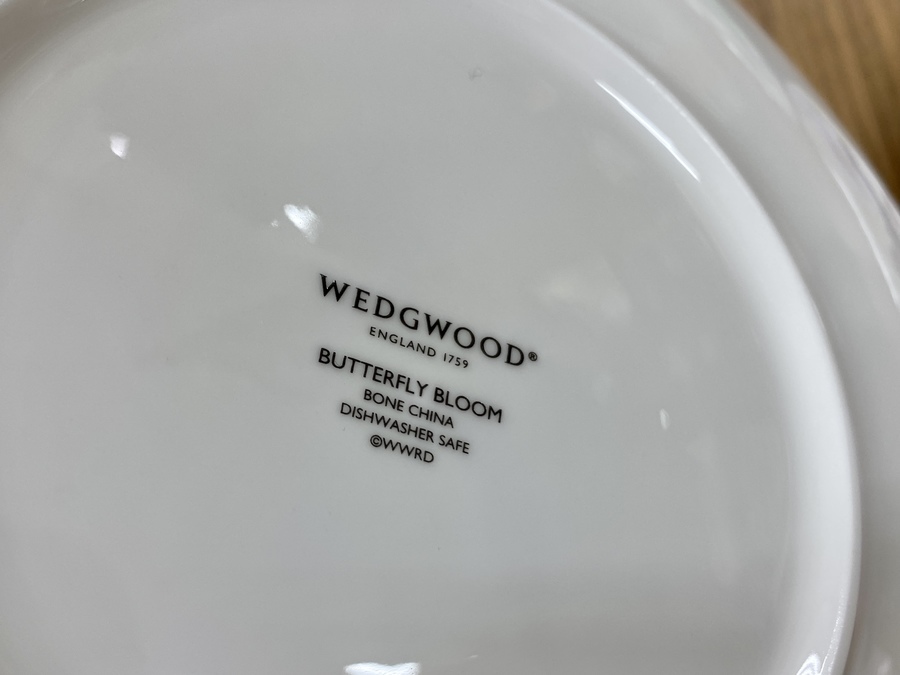 WEDGWOOD®
ENGLAND 1759
BUTTERFLY BLOOM
BONE CHINA
DISHWASHER SAFE
©WWRD